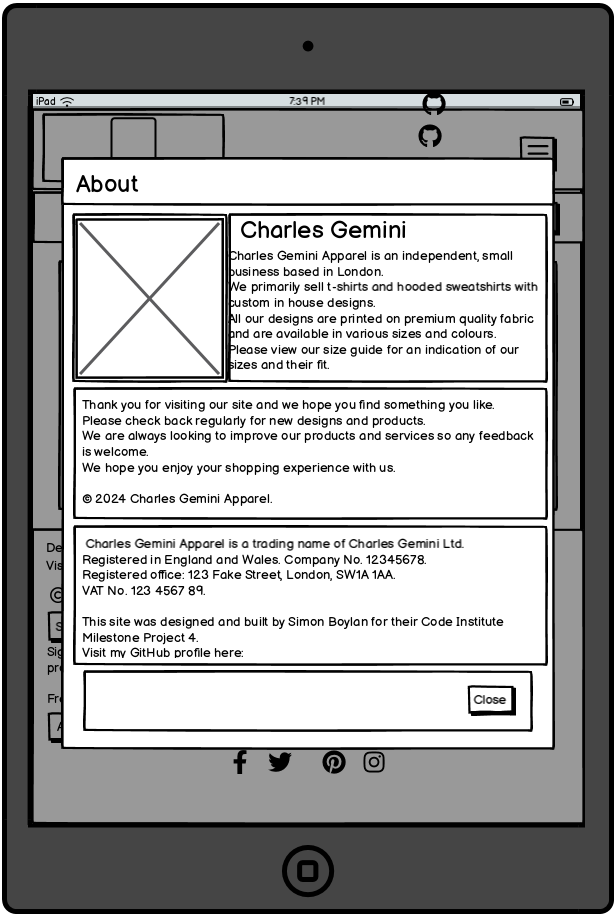 iPad
7:39 PM
About
Charles Gemini
Charles Gemini Apparel is an independent, small
business based in London.
We primarily sell t-shirts and hooded sweatshirts with
custom in house designs.
All our designs are printed on premium quality fabric
and are available in various sizes and colours.
Please view our size guide for an indication of our
sizes and their fit.
Thank you for visiting our site and we hope you find something you like.
Please check back regularly for new designs and products.
We are always looking to improve our products and services so any feedback
is welcome.
We hope you enjoy your shopping experience with us.
© 2024 Charles Gemini Apparel.
Charles Gemini Apparel is a trading name of Charles Gemini Ltd.
Registered in England and Wales. Company No. 12345678.
Registered office: 123 Fake Street, London, SW1A 1AA.
VAT No. 123 4567 89.
This site was designed and built by Simon Boylan for their Code Institute
Milestone Project 4.
Visit my GitHub profile here:
Close